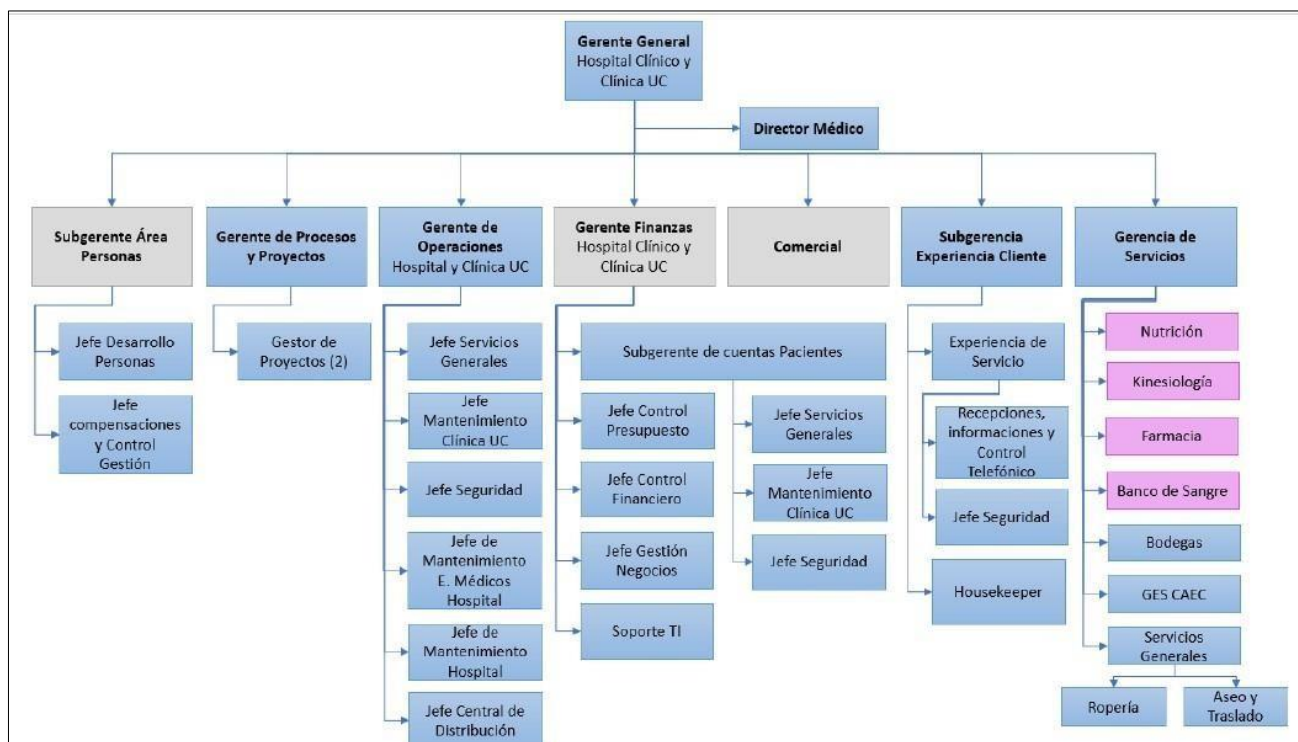 Gerente General
Hospital Clínico y
Clínica UC
Director Médico
Subgerente Área
Personas
Gerente de Procesos
y Proyectos
Gerente de
Operaciones
Hospital y Clínica UC
Gerente Finanzas
Hospital Clínico y
Clínica UC
Comercial
Subgerencia
Experiencia Cliente
Gerencia de
Servicios
Jefe Desarrollo
Personas
Jefe
compensaciones
y Control
Gestión
Gestor de
Proyectos (2)
Jefe Servicios
Generales
Jefe
Mantenimiento
Clínica UC
Jefe Seguridad
Jefe de
Mantenimiento
E. Médicos
Hospital
Jefe de
Mantenimiento
Hospital
Jefe Central de
Distribución
Subgerente de cuentas Pacientes
Jefe Control
Presupuesto
Jefe Control
Financiero
Jefe Gestión
Negocios
Soporte TI
Jefe Servicios
Generales
Jefe
Mantenimiento
Clínica UC
Jefe Seguridad
Experiencia de
Servicio
Recepciones,
informaciones y
Control
Telefónico
Jefe Seguridad
Housekeeper
Nutrición
Kinesiología
Farmacia
Banco de Sangre
Bodegas
GES CAEC
Servicios
Generales
Ropería
Aseo y
Traslado